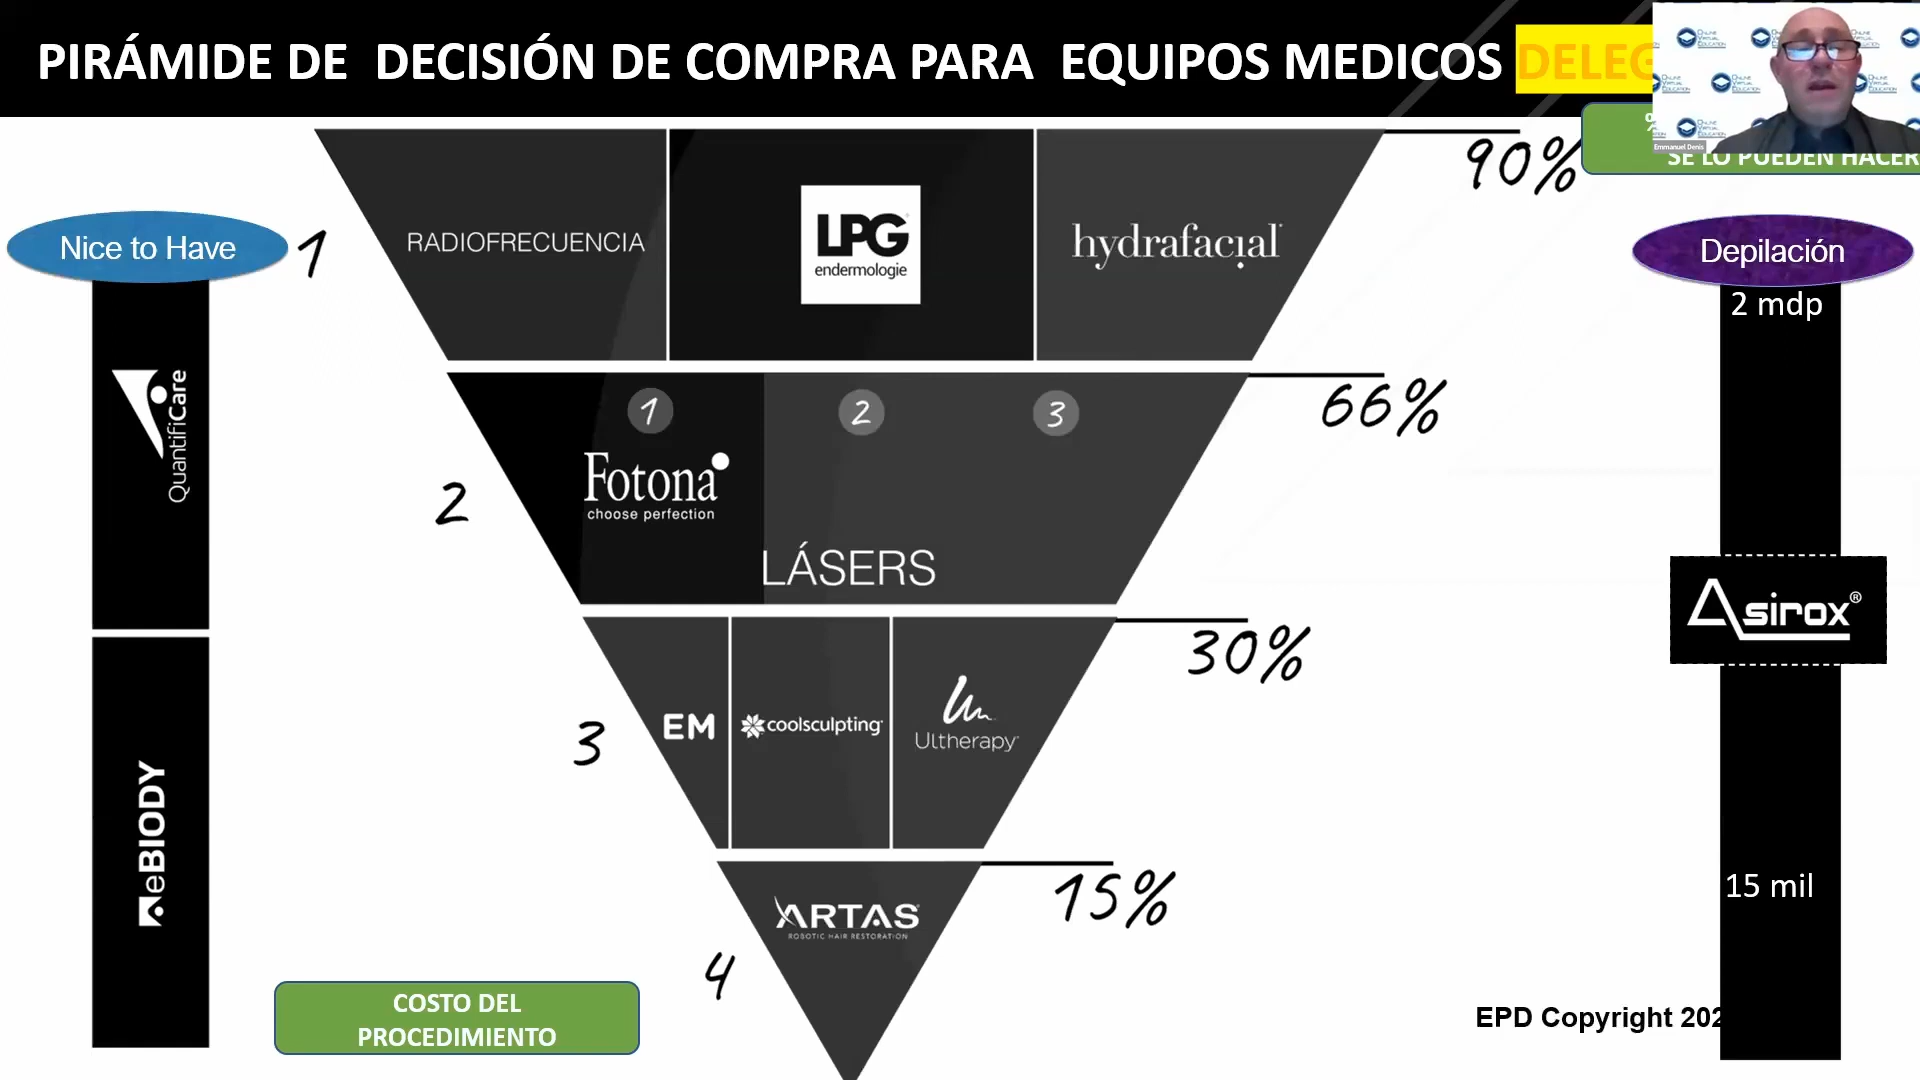 PIRÁMIDE DE DECISIÓN DE COMPRA PARA EQUIPOS MEDICOS
%
SE LO PUEDEN HACER
Emmanuel Denis
90%
Nice to Have
1
RADIOFRECUENCIA
LPG
endermologie
hydrafacial
Depilación
2 mdp
66%
1
2
3
QuantifiCare
2
Fotona
choose perfection
LÁSERS
Asirox®
30%
3
EM
coolsculpting
Ultherapy
eBIODY
15 mil
15%
ARTAS
ROBOTIC HAIR RESTORATION
4
COSTO DEL
PROCEDIMIENTO
EPD Copyright